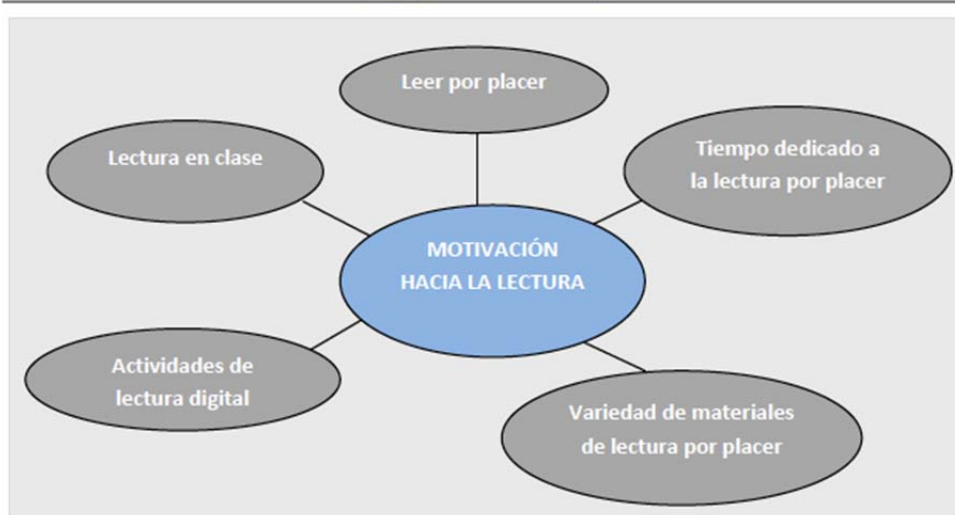 Leer por placer
Lectura en clase
Tiempo dedicado a
la lectura por placer
MOTIVACIÓN
HACIA LA LECTURA
Actividades de
lectura digital
Variedad de materiales
de lectura por placer